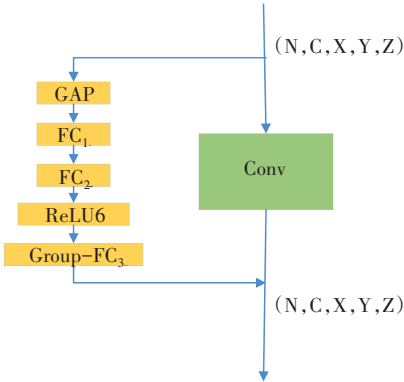 (N,C,X,Y,Z)
GAP
FC₁
FC₂
Conv
ReLU6
Group-FC₃
(N,C,X,Y,Z)